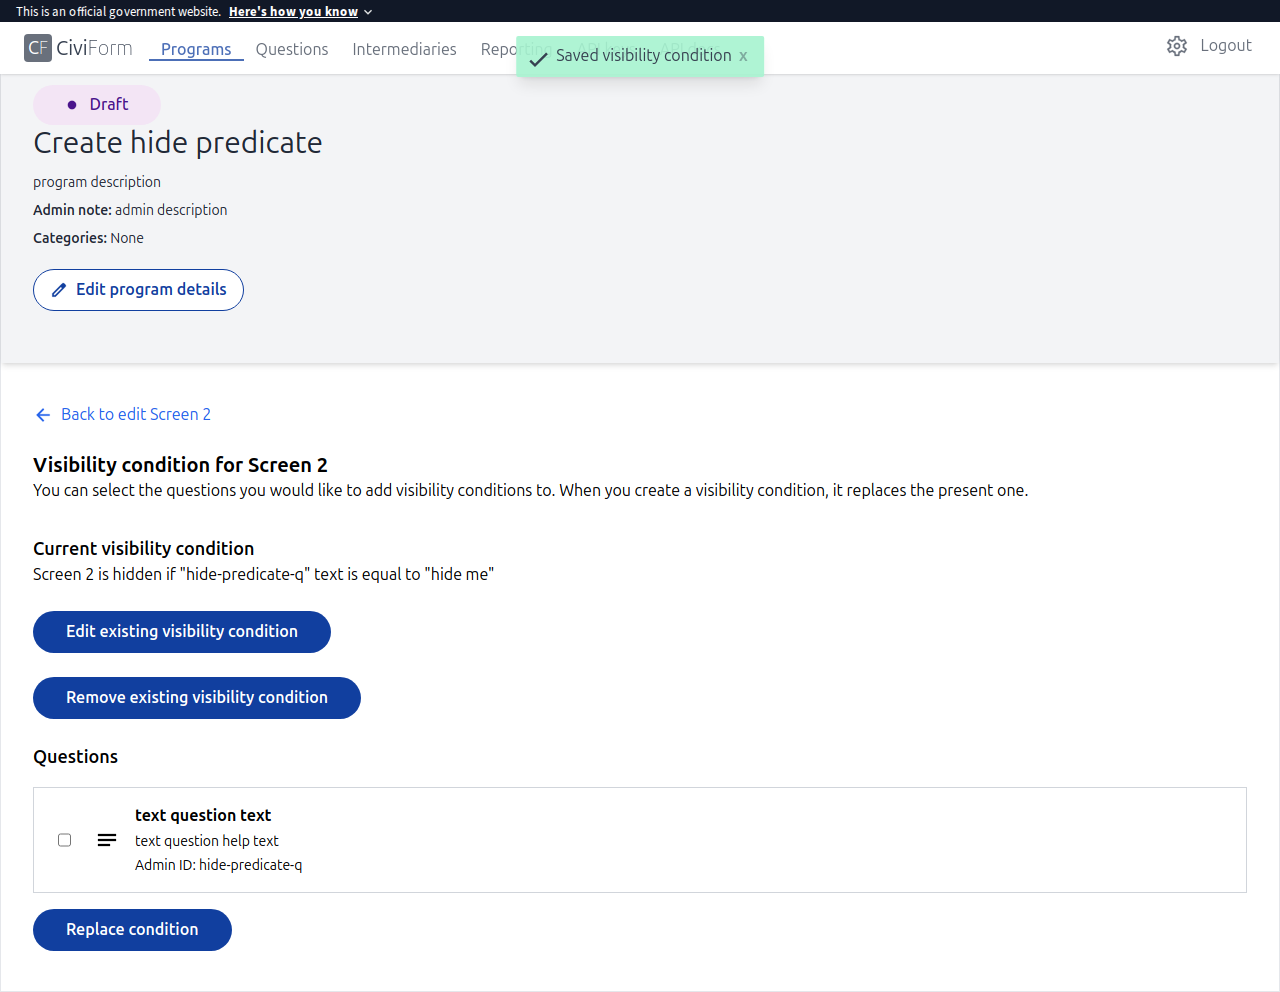 This is an official government website. Here's how you know
CF CiviForm Programs Questions Intermediaries Reporting Logout
Saved visibility condition x
Draft
Create hide predicate
program description
Admin note: admin description
Categories: None
Edit program details
Back to edit Screen 2
Visibility condition for Screen 2
You can select the questions you would like to add visibility conditions to. When you create a visibility condition, it replaces the present one.
Current visibility condition
Screen 2 is hidden if "hide-predicate-q" text is equal to "hide me"
Edit existing visibility condition
Remove existing visibility condition
Questions
text question text
text question help text
Admin ID: hide-predicate-q
Replace condition